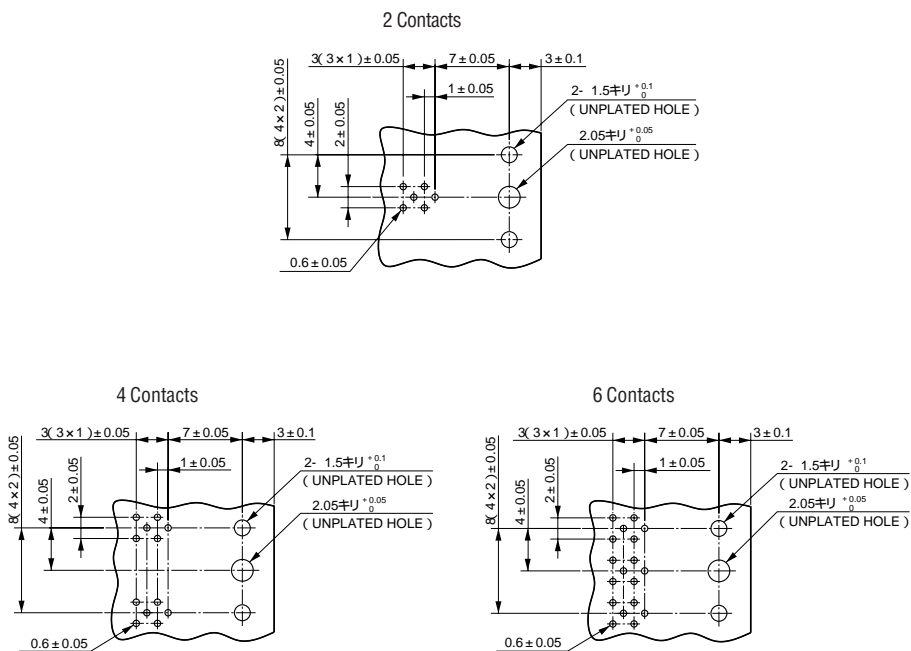 2 Contacts
3(3×1)±0.05
7±0.05
3±0.1
1±0.05
8(4×2)±0.05
4±0.05
2±0.05
2- 1.5キリ +0.1 0
(UNPLATED HOLE)
2.05キリ +0.05 0
(UNPLATED HOLE)
0.6±0.05
4 Contacts
3(3×1)±0.05
7±0.05
3±0.1
1±0.05
8(4×2)±0.05
4±0.05
2±0.05
2- 1.5キリ +0.1 0
(UNPLATED HOLE)
2.05キリ +0.05 0
(UNPLATED HOLE)
0.6±0.05
6 Contacts
3(3×1)±0.05
7±0.05
3±0.1
1±0.05
8(4×2)±0.05
4±0.05
2±0.05
2- 1.5キリ +0.1 0
(UNPLATED HOLE)
2.05キリ +0.05 0
(UNPLATED HOLE)
0.6±0.05